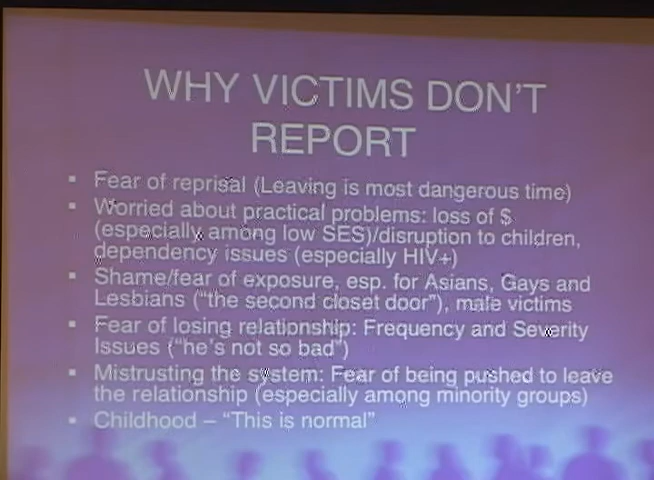 WHY VICTIMS DON'T
REPORT
▪ Fear of reprisal (Leaving is most dangerous time)
▪ Worried about practical problems: loss of $
(especially among low SES)/disruption to children,
dependency issues (especially HIV+)
▪ Shame/fear of exposure, esp. for Asians, Gays and
Lesbians ("the second closet door"), male victims
▪ Fear of losing relationship: Frequency and Severity
Issues ("he's not so bad")
▪ Mistrusting the system: Fear of being pushed to leave
the relationship (especially among minority groups)
▪ Childhood – "This is normal"